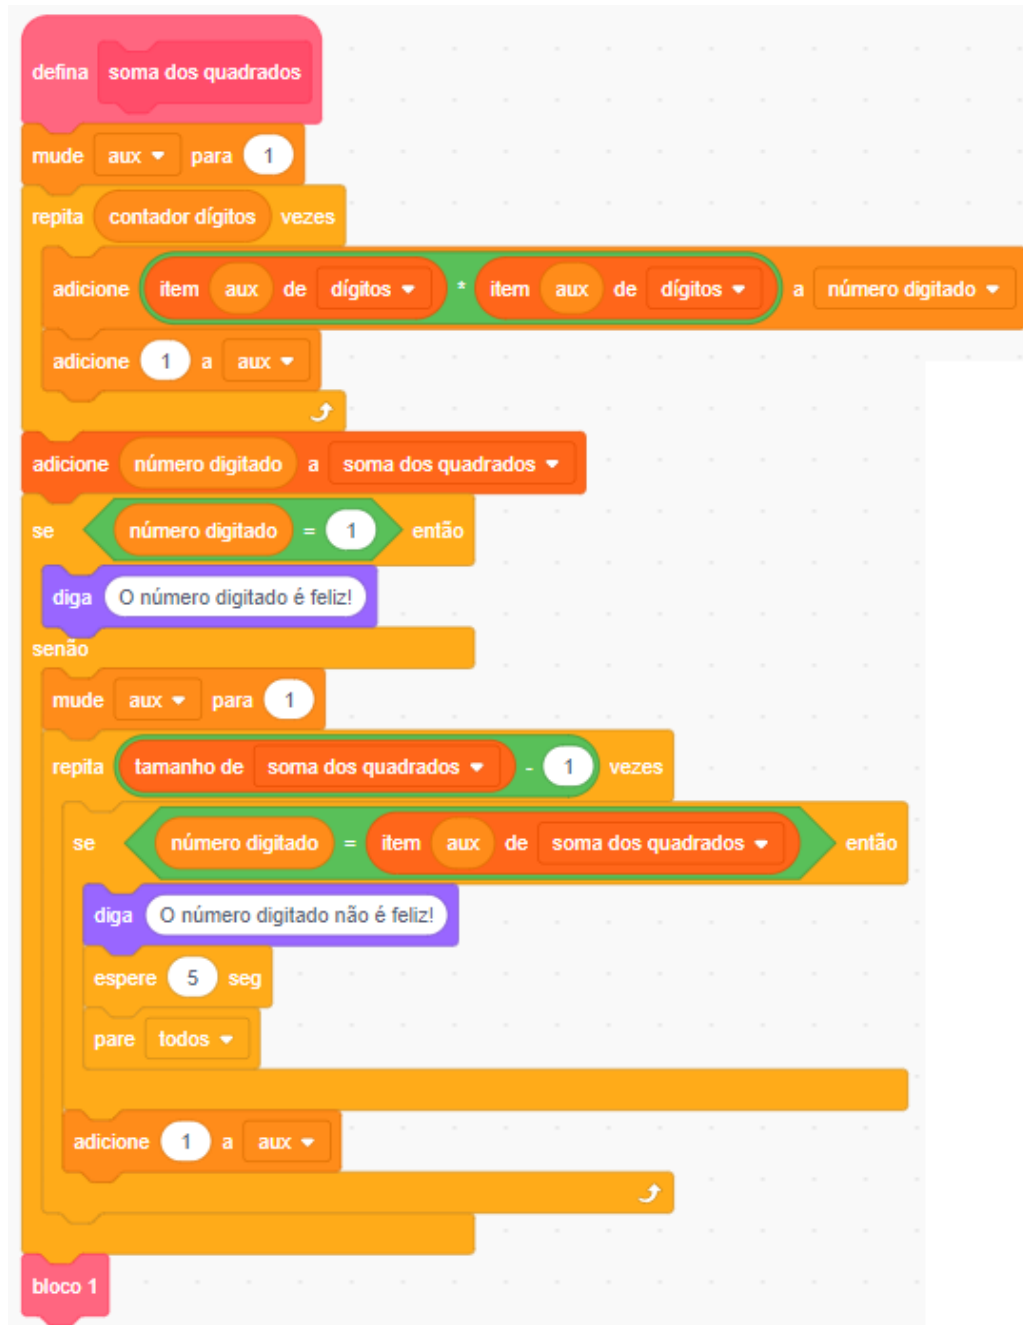 defina soma dos quadrados
mude aux para 1
repita contador dígitos vezes
adicione item aux de dígitos * item aux de dígitos a número digitado
adicione 1 a aux
adicione número digitado a soma dos quadrados
se número digitado = 1 então
diga O número digitado é feliz!
senão
mude aux para 1
repita tamanho de soma dos quadrados - 1 vezes
se número digitado = item aux de soma dos quadrados então
diga O número digitado não é feliz!
espere 5 seg
pare todos
adicione 1 a aux
bloco 1